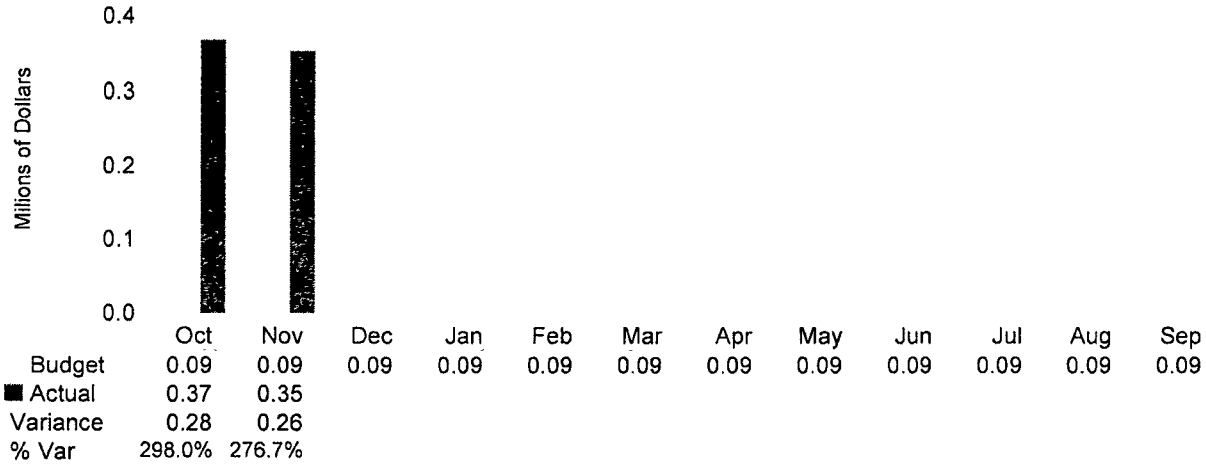 0.4
0.3
0.2
0.1
0.0
Milions of Dollars
Oct Nov Dec Jan Feb Mar Apr May Jun Jul Aug Sep
Budget 0.09 0.09 0.09 0.09 0.09 0.09 0.09 0.09 0.09 0.09 0.09 0.09
Actual 0.37 0.35
Variance 0.28 0.26
% Var 298.0% 276.7%